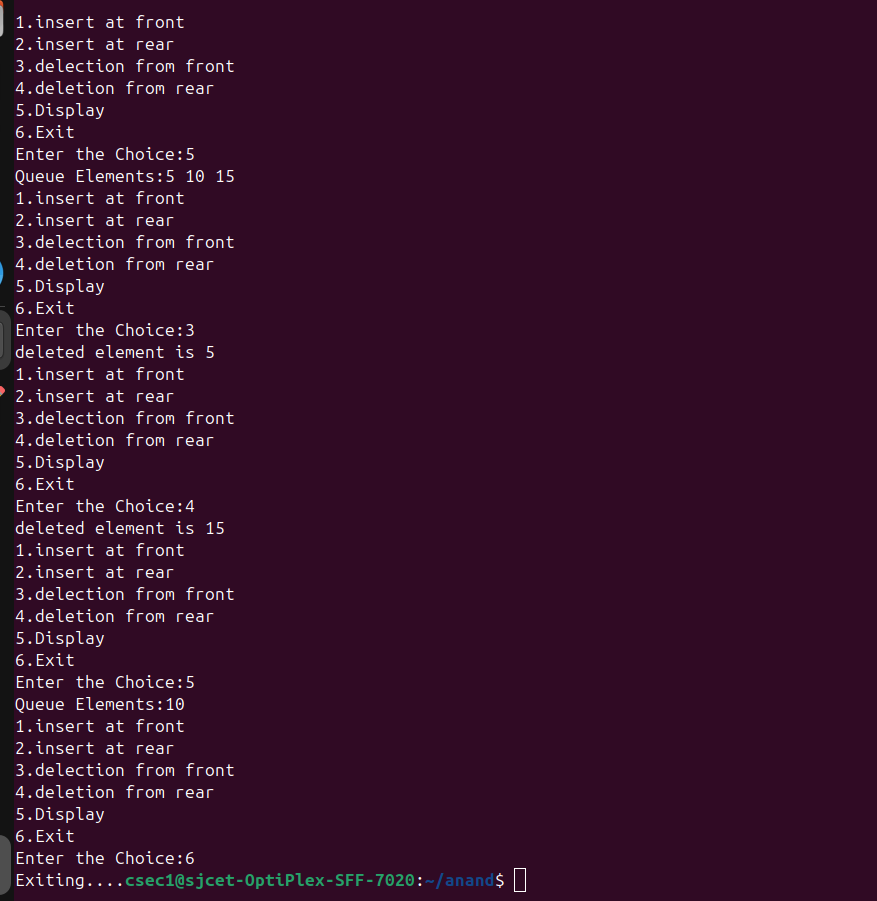 1.insert at front
2.insert at rear
3.delection from front
4.deletion from rear
5.Display
6.Exit
Enter the Choice:5
Queue Elements:5 10 15
1.insert at front
2.insert at rear
3.delection from front
4.deletion from rear
5.Display
6.Exit
Enter the Choice:3
deleted element is 5
1.insert at front
2.insert at rear
3.delection from front
4.deletion from rear
5.Display
6.Exit
Enter the Choice:4
deleted element is 15
1.insert at front
2.insert at rear
3.delection from front
4.deletion from rear
5.Display
6.Exit
Enter the Choice:5
Queue Elements:10
1.insert at front
2.insert at rear
3.delection from front
4.deletion from rear
5.Display
6.Exit
Enter the Choice:6
Exiting....csec1@sjcet-OptiPlex-SFF-7020:~/anand$